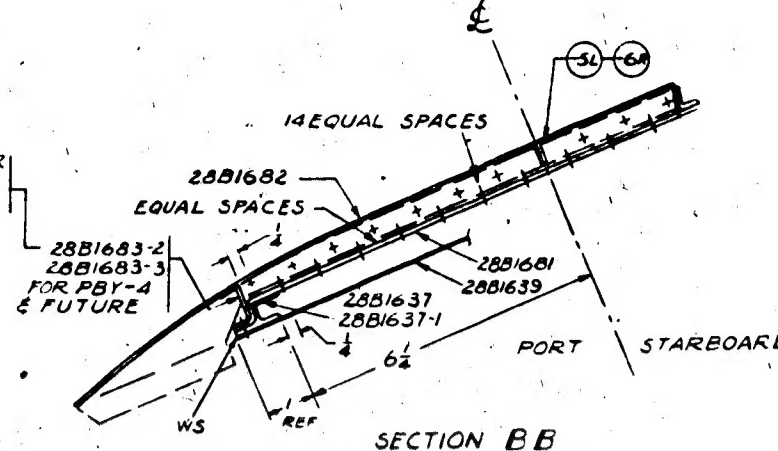 ℄
5L
14 EQUAL SPACES
28B1682
EQUAL SPACES
1/4
28B1683-2
28B1683-3
FOR PBY-4
& FUTURE
28B1681
28B1639
28B1637
28B1637-1
1/4
6 1/4
PORT
STARBOARD
1
REF
WS
SECTION BB